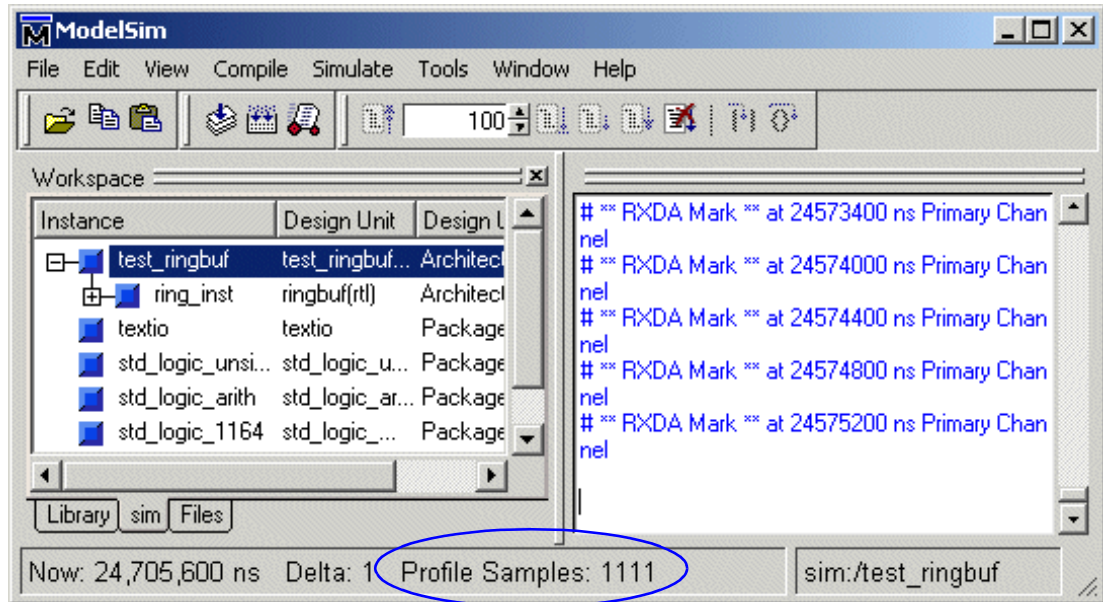 ModelSim
File Edit View Compile Simulate Tools Window Help
100
Workspace
Instance Design Unit Design U
test_ringbuf test_ringbuf... Architect
ring_inst ringbuf(rtl) Architect
textio textio Package
std_logic_unsi... std_logic_u... Package
std_logic_arith std_logic_ar... Package
std_logic_1164 std_logic_... Package
Library sim Files
# ** RXDA Mark ** at 24573400 ns Primary Chan
nel
# ** RXDA Mark ** at 24574000 ns Primary Chan
nel
# ** RXDA Mark ** at 24574400 ns Primary Chan
nel
# ** RXDA Mark ** at 24574800 ns Primary Chan
nel
# ** RXDA Mark ** at 24575200 ns Primary Chan
nel
Now: 24,705,600 ns Delta: 1 Profile Samples: 1111 sim:/test_ringbuf